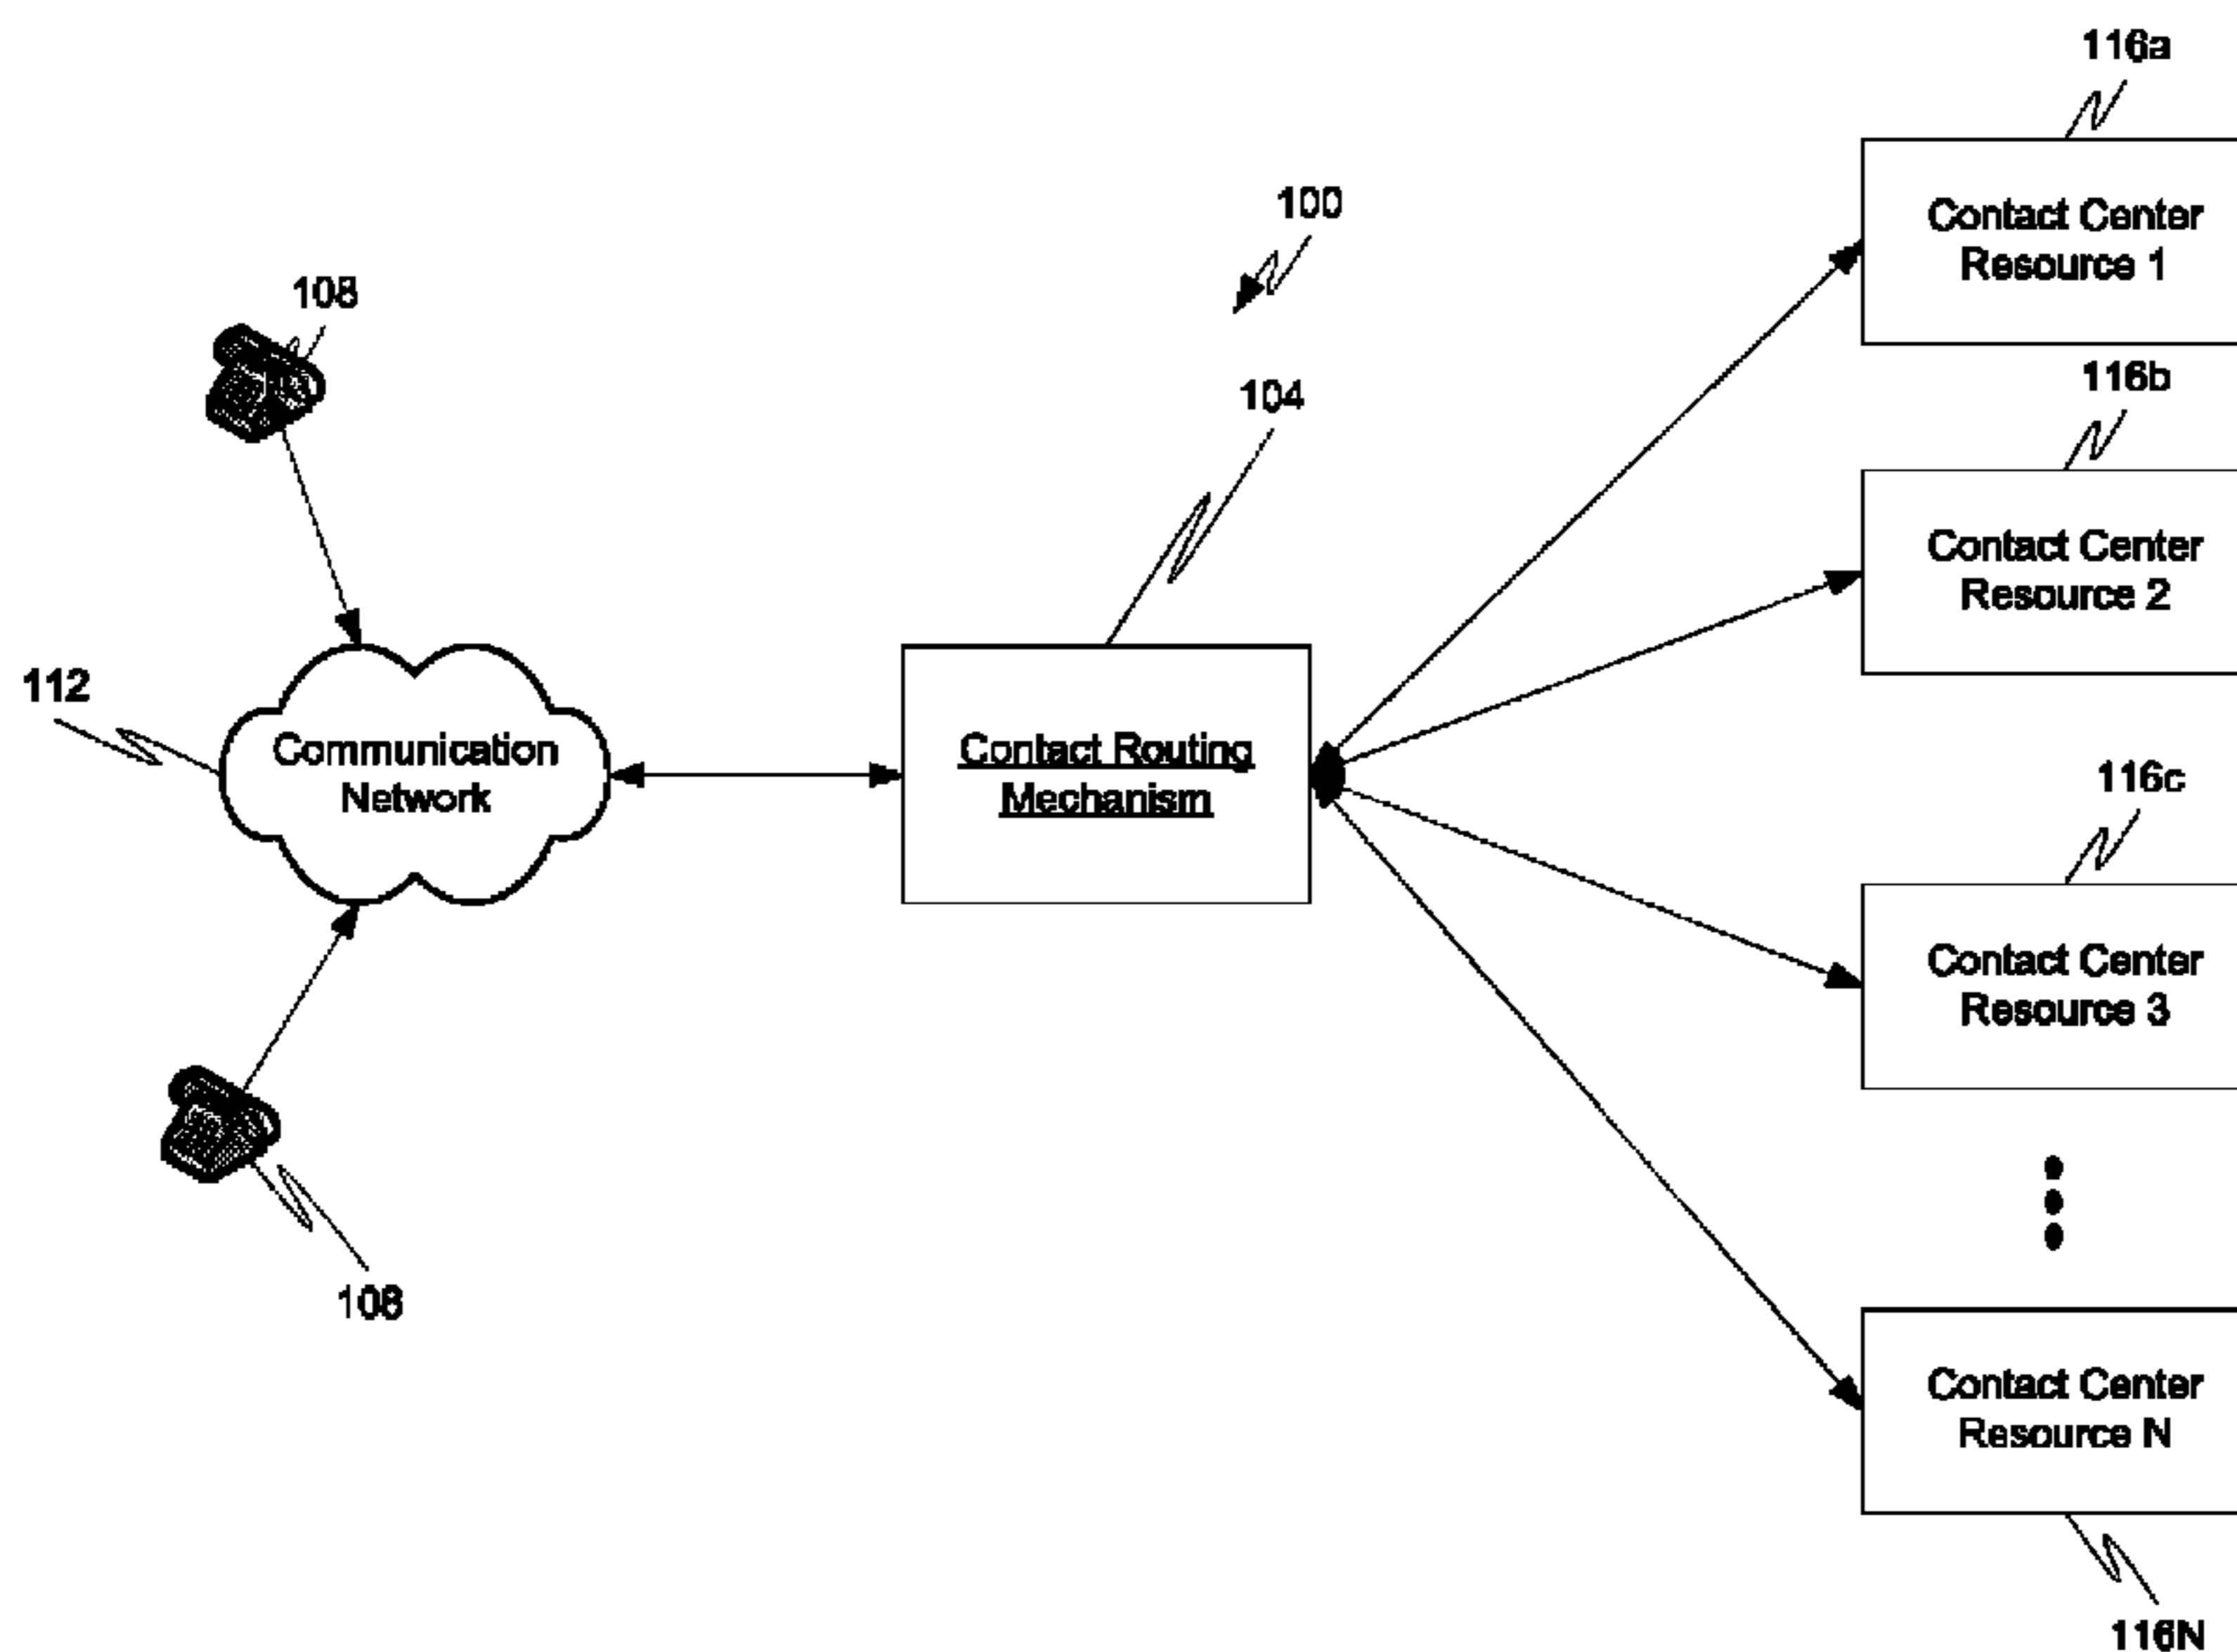 116a
Contact Center
Resource 1
100
108
116b
104
Contact Center
Resource 2
112
Communication
Network
Contact Routing
Mechanism
116c
Contact Center
Resource 3
108
Contact Center
Resource N
116N